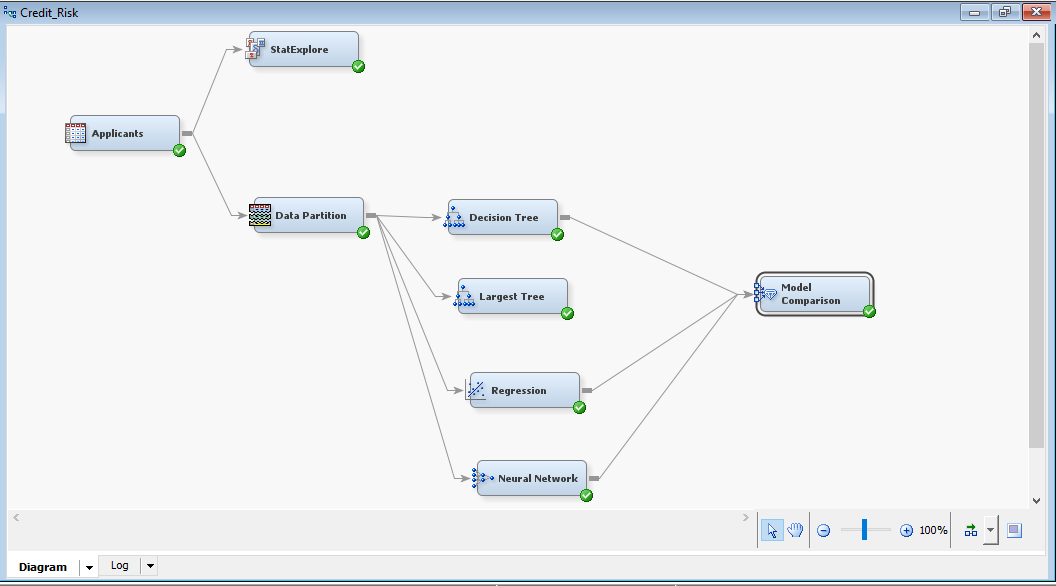 Credit_Risk
StatExplore
Applicants
Data Partition
Decision Tree
Largest Tree
Model
Comparison
Regression
Neural Network
100%
Diagram
Log